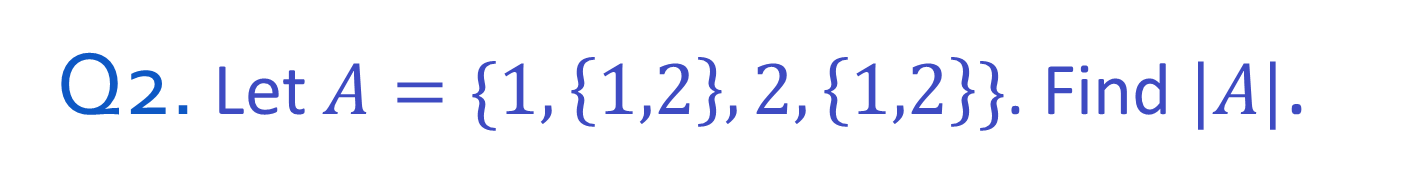 Q2. Let A = {1, {1,2}, 2, {1,2}}. Find |A|.